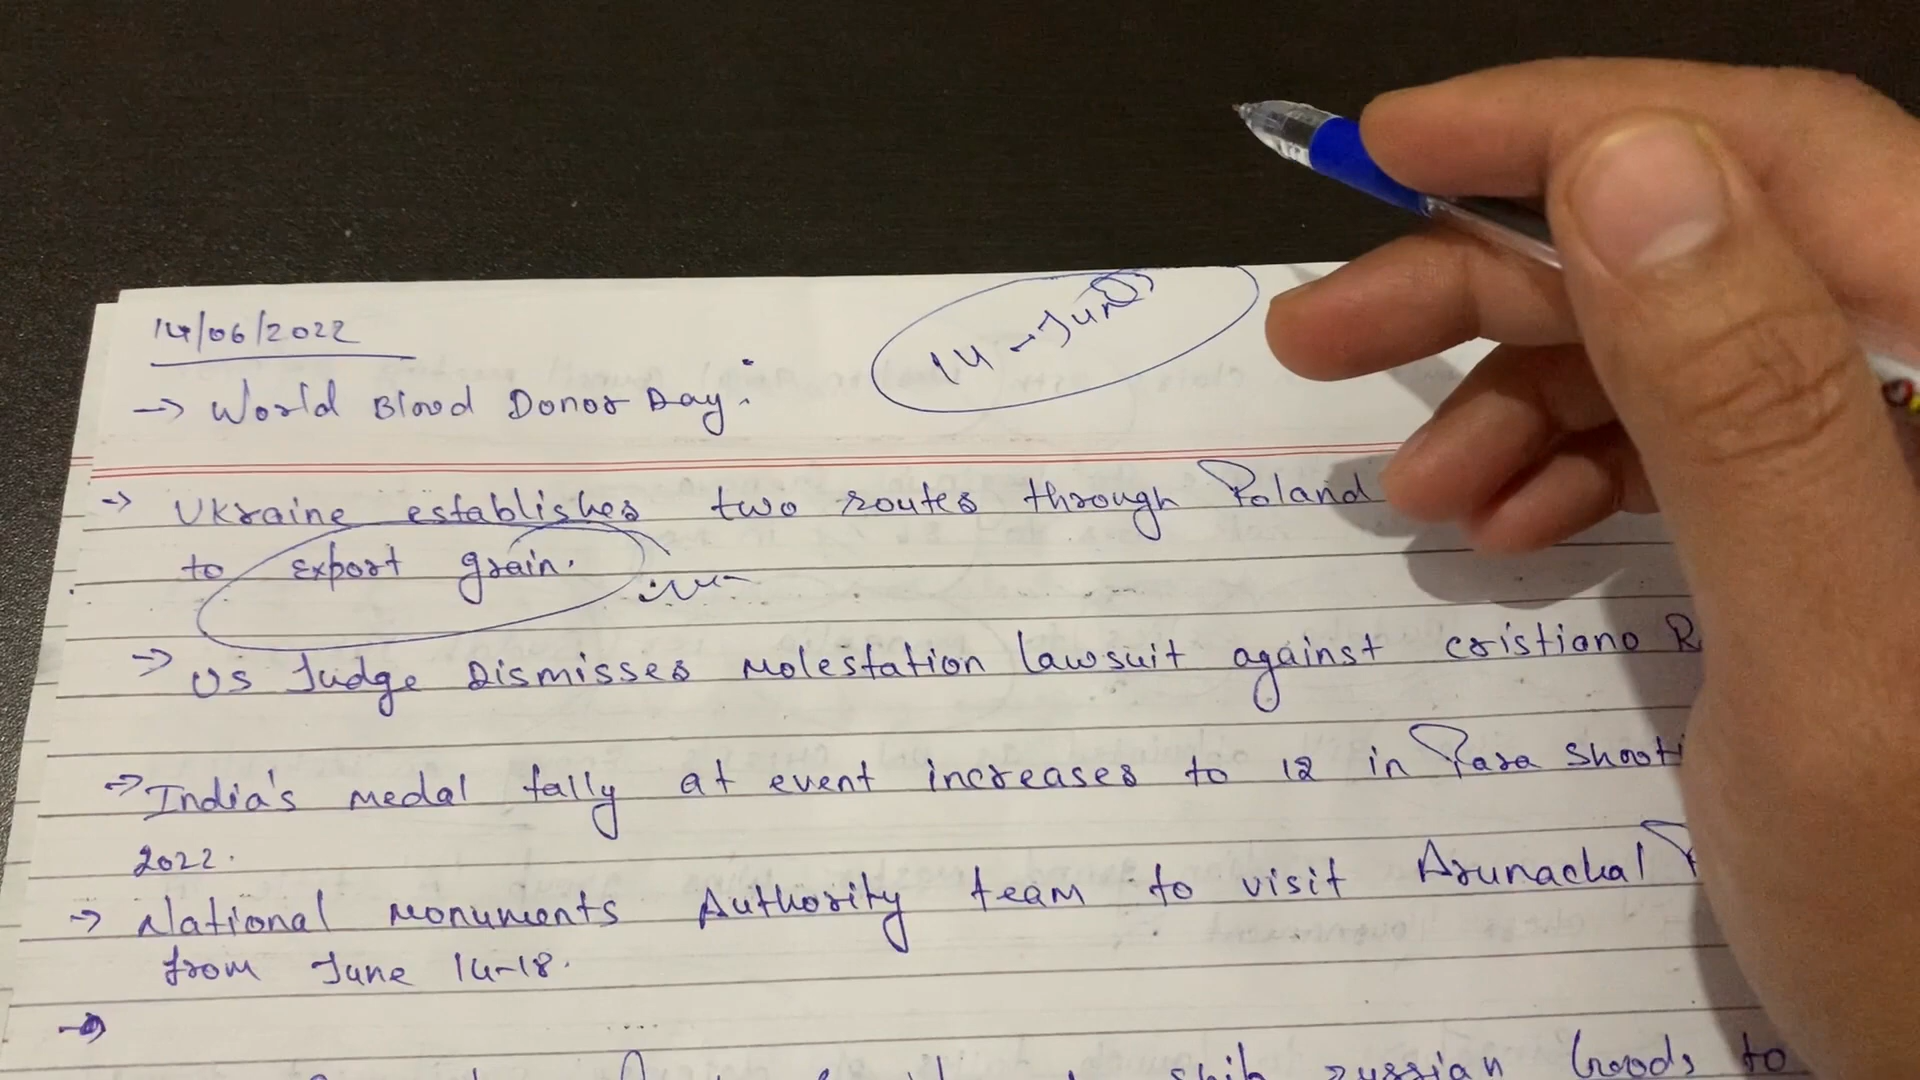 14/06/2022
14-June
→ World Blood Donor Day:
→ Ukraine establishes two routes through Poland
to Export grain.
→ US Judge Dismisses Molestation lawsuit against cristiano R
→ India's medal tally at event increases to 12 in Para Shooti
2022.
→ National Monuments Authority team to visit Arunachal P
from June 14-18.
→
ship russian Goods to